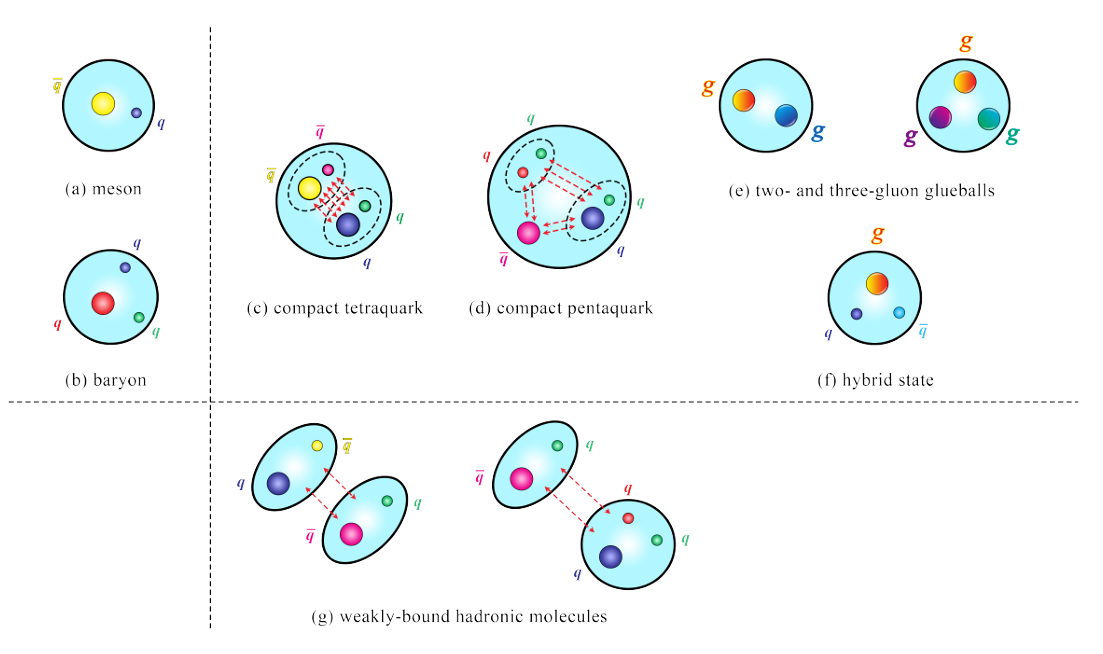 q̅
q
(a) meson
q
q
q
(b) baryon
q̅
q̅
q
q
(c) compact tetraquark
q
q
q
q
q̅
(d) compact pentaquark
g
g
g
g
g
(e) two- and three-gluon glueballs
g
q
q̅
(f) hybrid state
q̅
q
q
q̅
q
q̅
q
q
q
(g) weakly-bound hadronic molecules